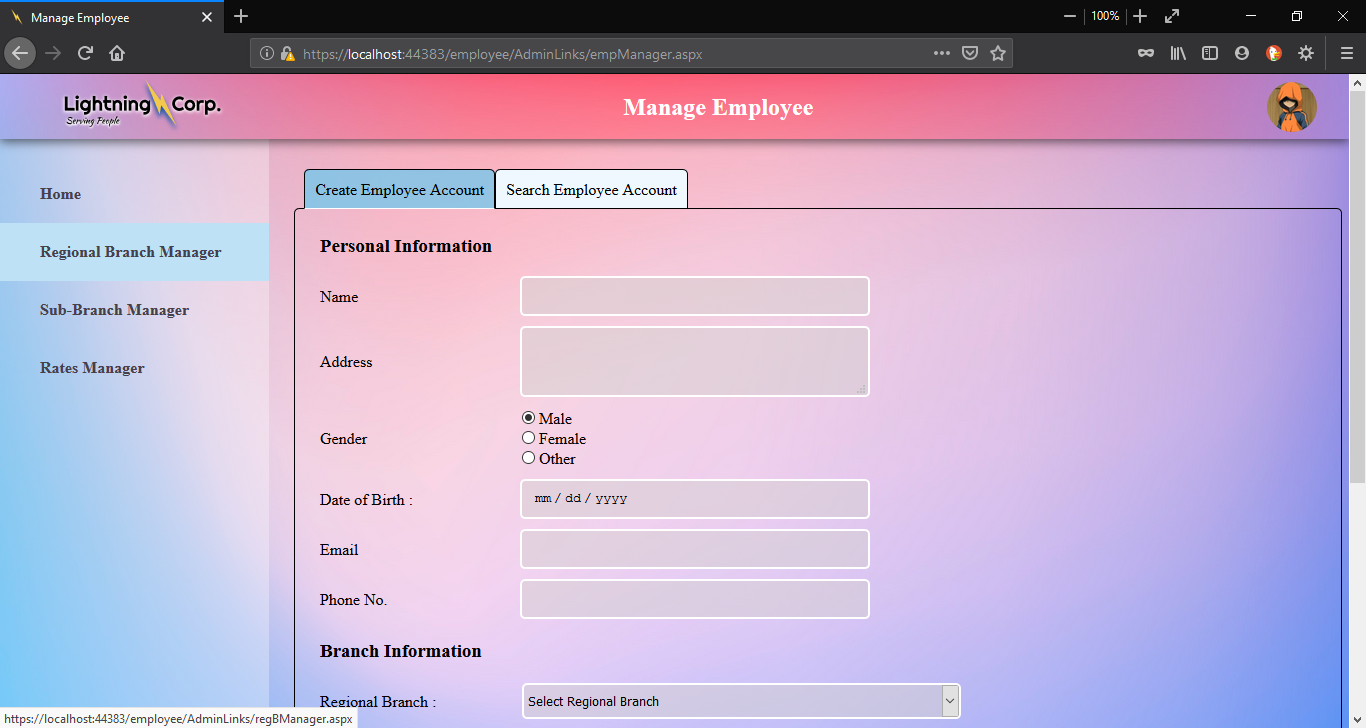 Manage Employee
100%
https://localhost:44383/employee/AdminLinks/empManager.aspx
Lightning Corp.
Serving People
Manage Employee
Home
Regional Branch Manager
Sub-Branch Manager
Rates Manager
Create Employee Account
Search Employee Account
Personal Information
Name
Address
Gender
Male
Female
Other
Date of Birth :
mm / dd / yyyy
Email
Phone No.
Branch Information
Regional Branch :
Select Regional Branch
https://localhost:44383/employee/AdminLinks/regBManager.aspx